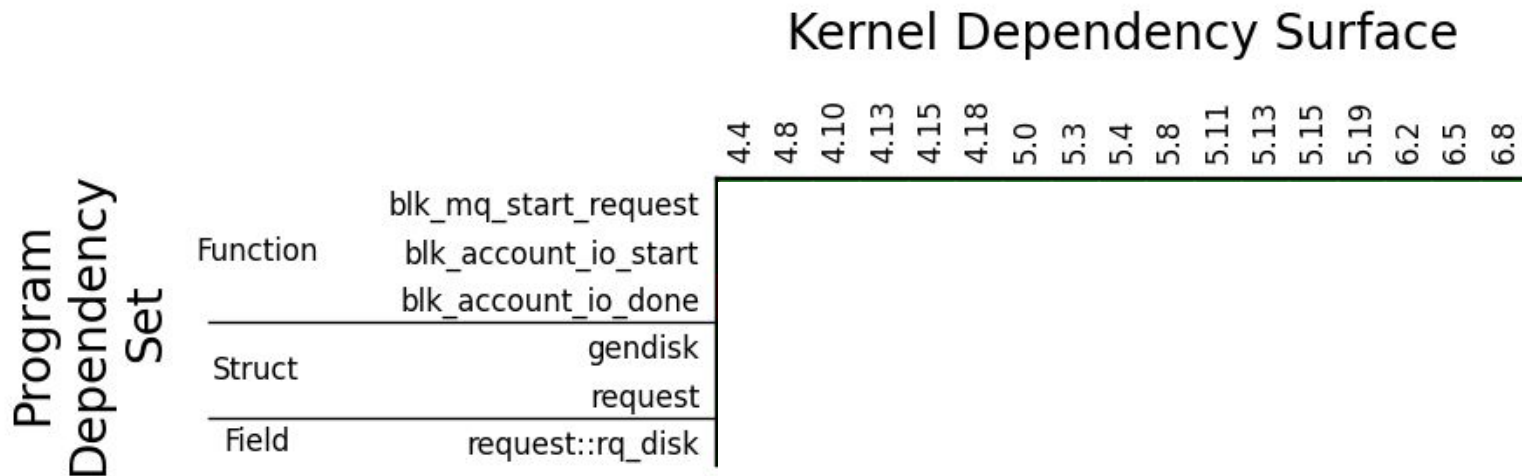 Kernel Dependency Surface
4.4 4.8 4.10 4.13 4.15 4.18 5.0 5.3 5.4 5.8 5.11 5.13 5.15 5.19 6.2 6.5 6.8
Program
Dependency
Set
Function
blk_mq_start_request
blk_account_io_start
blk_account_io_done
Struct
gendisk
request
Field
request::rq_disk